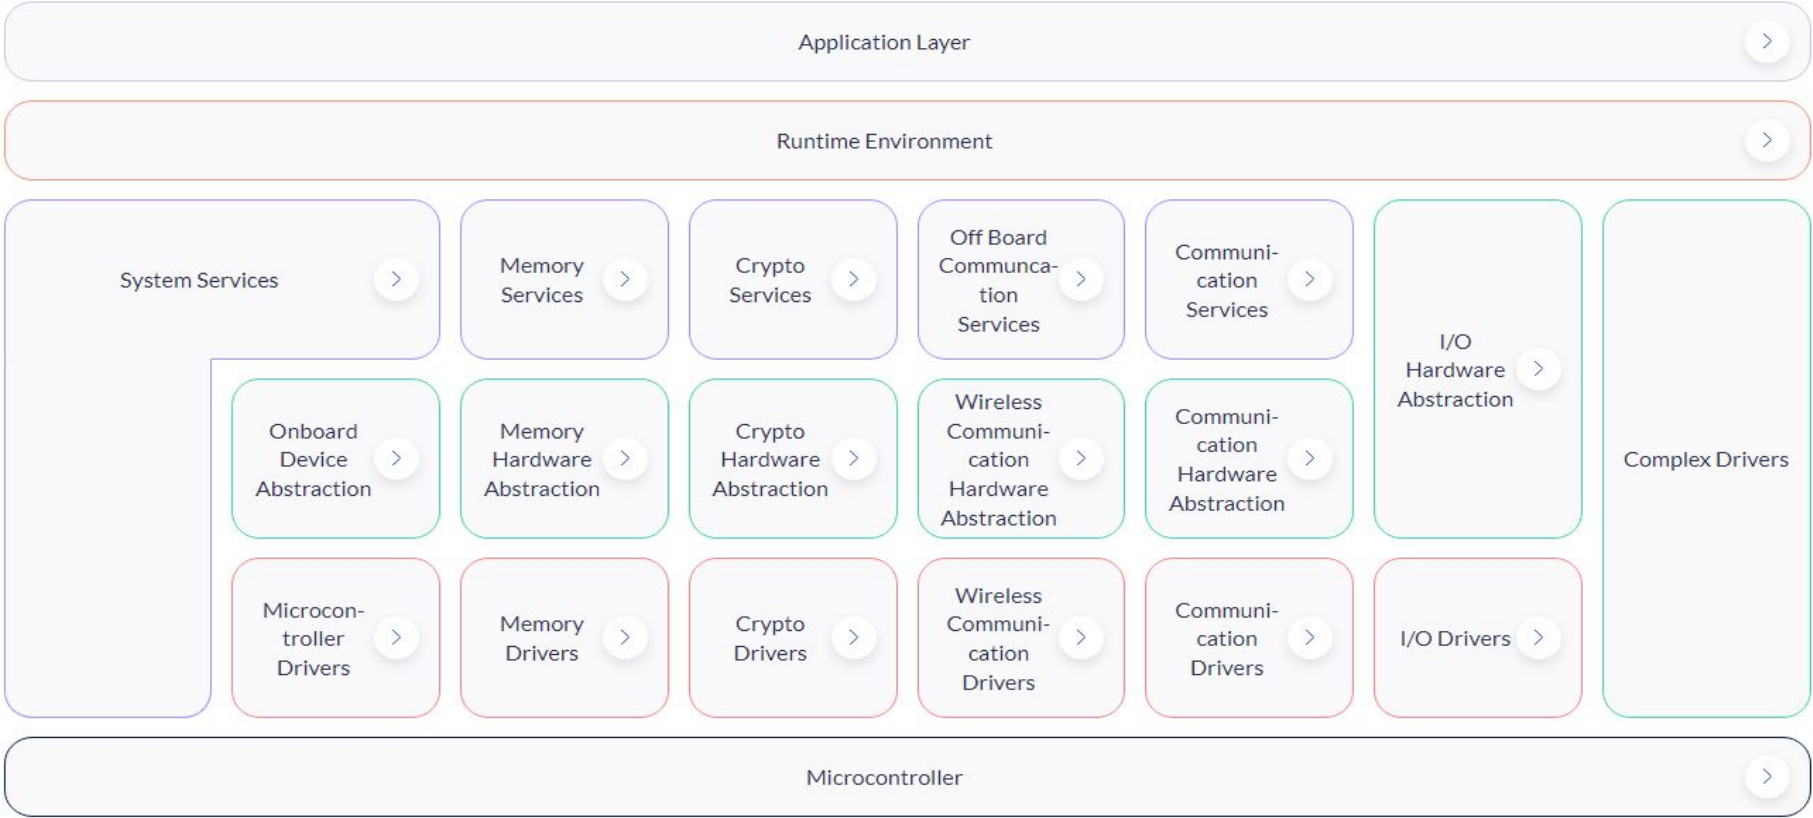 Application Layer
Runtime Environment
System Services
Memory
Services
Crypto
Services
Off Board
Communca-
tion
Services
Communi-
cation
Services
I/O
Hardware
Abstraction
Complex Drivers
Onboard
Device
Abstraction
Memory
Hardware
Abstraction
Crypto
Hardware
Abstraction
Wireless
Communi-
cation
Hardware
Abstraction
Communi-
cation
Hardware
Abstraction
Microcon-
troller
Drivers
Memory
Drivers
Crypto
Drivers
Wireless
Communi-
cation
Drivers
Communi-
cation
Drivers
I/O Drivers
Microcontroller